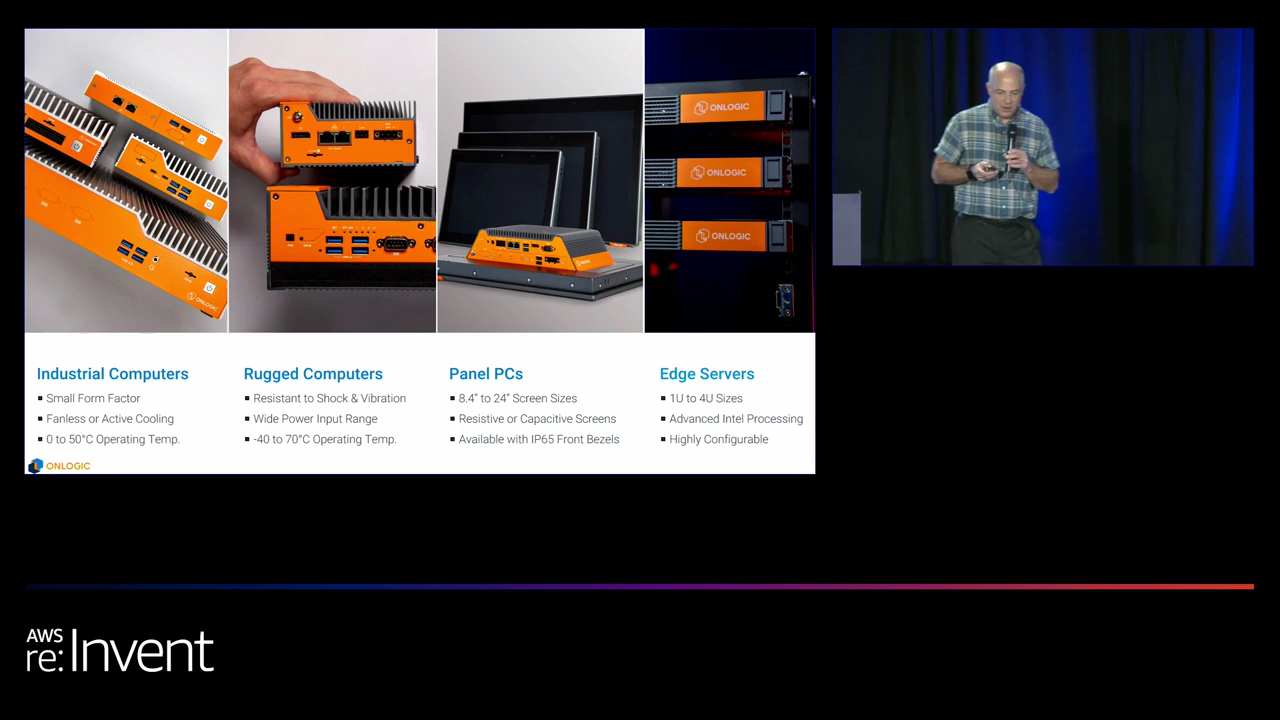 ONLOGIC
ONLOGIC
ONLOGIC
ONLOGIC
Industrial Computers
▪ Small Form Factor
▪ Fanless or Active Cooling
▪ 0 to 50°C Operating Temp.
Rugged Computers
▪ Resistant to Shock & Vibration
▪ Wide Power Input Range
▪ -40 to 70°C Operating Temp.
Panel PCs
▪ 8.4” to 24” Screen Sizes
▪ Resistive or Capacitive Screens
▪ Available with IP65 Front Bezels
Edge Servers
▪ 1U to 4U Sizes
▪ Advanced Intel Processing
▪ Highly Configurable
ONLOGIC
AWS
re:Invent